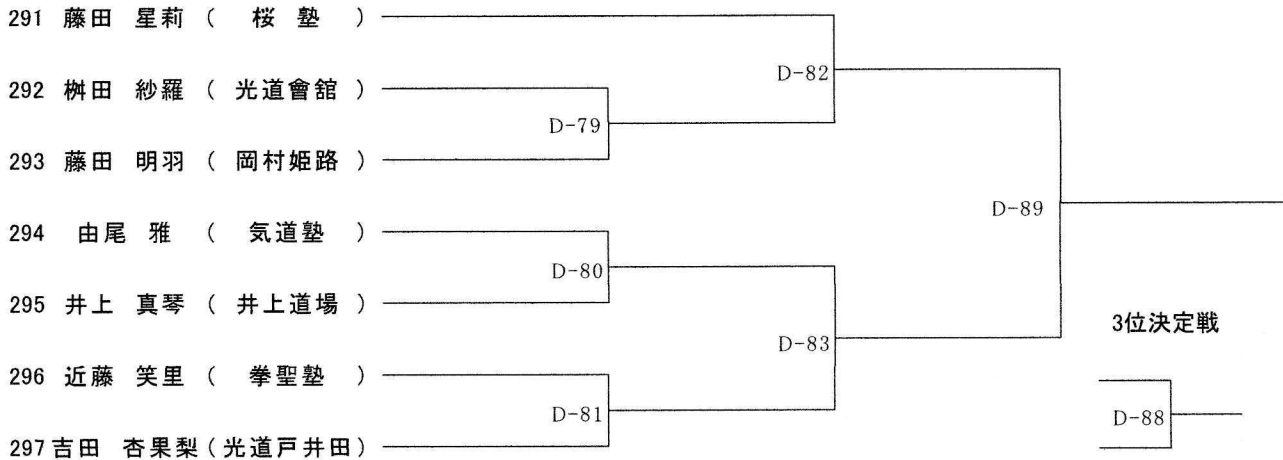 291 藤田 星莉 ( 桜 塾 )
D-82
292 桝田 紗羅 ( 光道會舘 )
D-79
293 藤田 明羽 ( 岡村姫路 )
D-89
294 由尾 雅 ( 気道塾 )
D-80
295 井上 真琴 ( 井上道場 )
3位決定戦
D-83
296 近藤 笑里 ( 拳聖塾 )
D-81
D-88
297 吉田 杏果梨 ( 光道戸井田 )